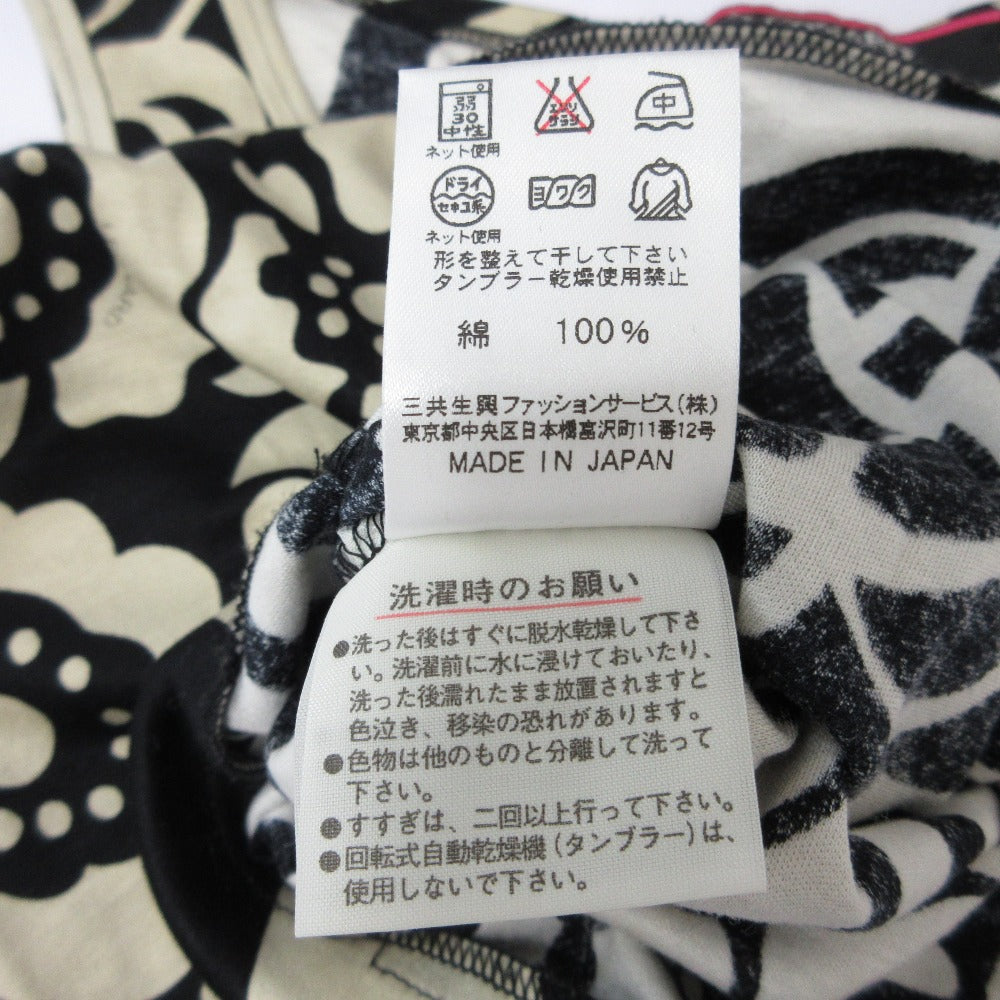 弱
30
中性
エンソ
サラシ
中
ネット使用
ドライ
セキユ系
ヨワク
ネット使用
形を整えて干して下さい
タンブラー乾燥使用禁止
綿 100%
三共生興ファッションサービス(株)
東京都中央区日本橋富沢町11番12号
MADE IN JAPAN
洗濯時のお願い
●洗った後はすぐに脱水乾燥して下さ
い。洗濯前に水に浸けておいたり、
洗った後濡れたまま放置されますと
色泣き、移染の恐れがあります。
●色物は他のものと分離して洗って
下さい。
●すすぎは、二回以上行って下さい。
●回転式自動乾燥機(タンブラー)は、
使用しないで下さい。